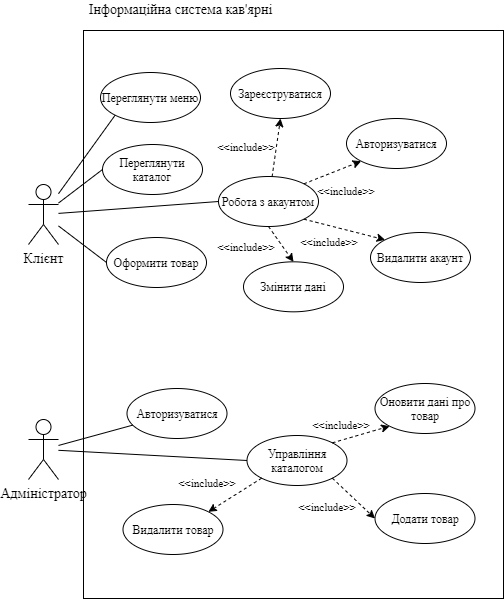 Інформаційна система кав'ярні
Переглянути меню
Зареєструватися
<<include>>
Авторизуватися
Переглянути
каталог
<<include>>
Робота з акаунтом
Клієнт
<<include>>
<<include>>
Оформити товар
Видалити акаунт
Змінити дані
Оновити дані про
товар
Авторизуватися
<<include>>
Управління
каталогом
Адміністратор
<<include>>
<<include>>
Видалити товар
Додати товар